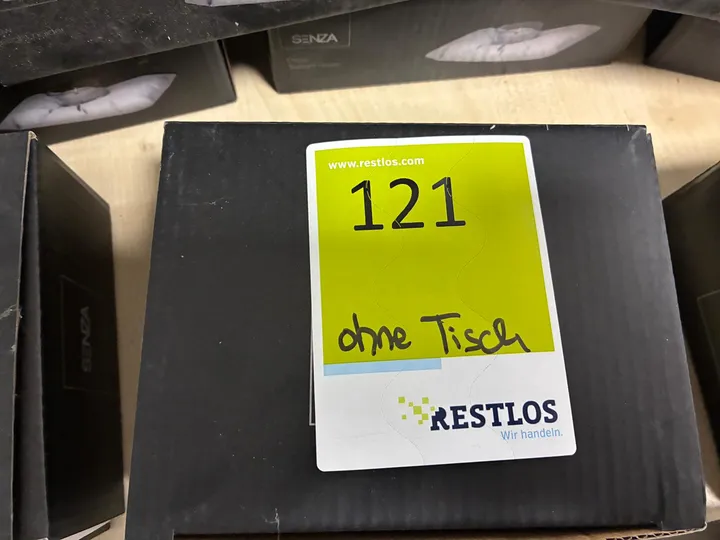 SENZA
www.restlos.com
121
ohne Tisch
RESTLOS
Wir handeln.
SENZA